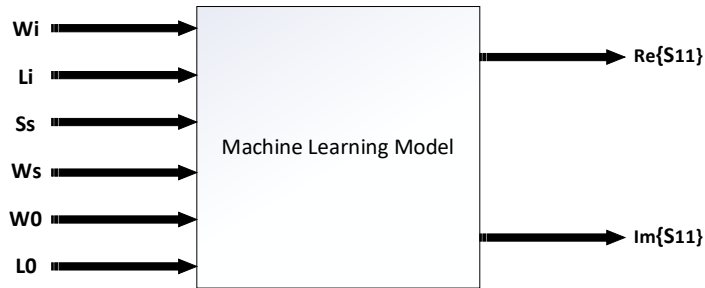 Wi
Li
Ss
Ws
W0
L0
Machine Learning Model
Re{S11}
Im{S11}